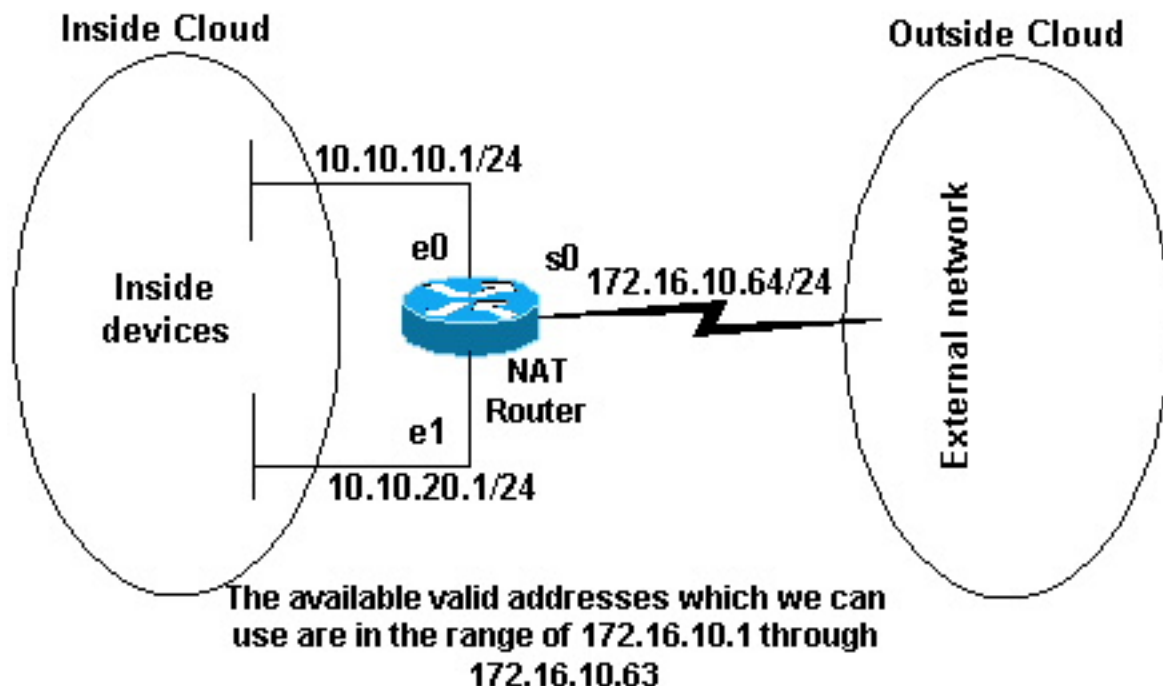 Inside Cloud
Outside Cloud
10.10.10.1/24
e0
s0
172.16.10.64/24
Inside
devices
NAT
Router
External network
e1
10.10.20.1/24
The available valid addresses which we can
use are in the range of 172.16.10.1 through
172.16.10.63